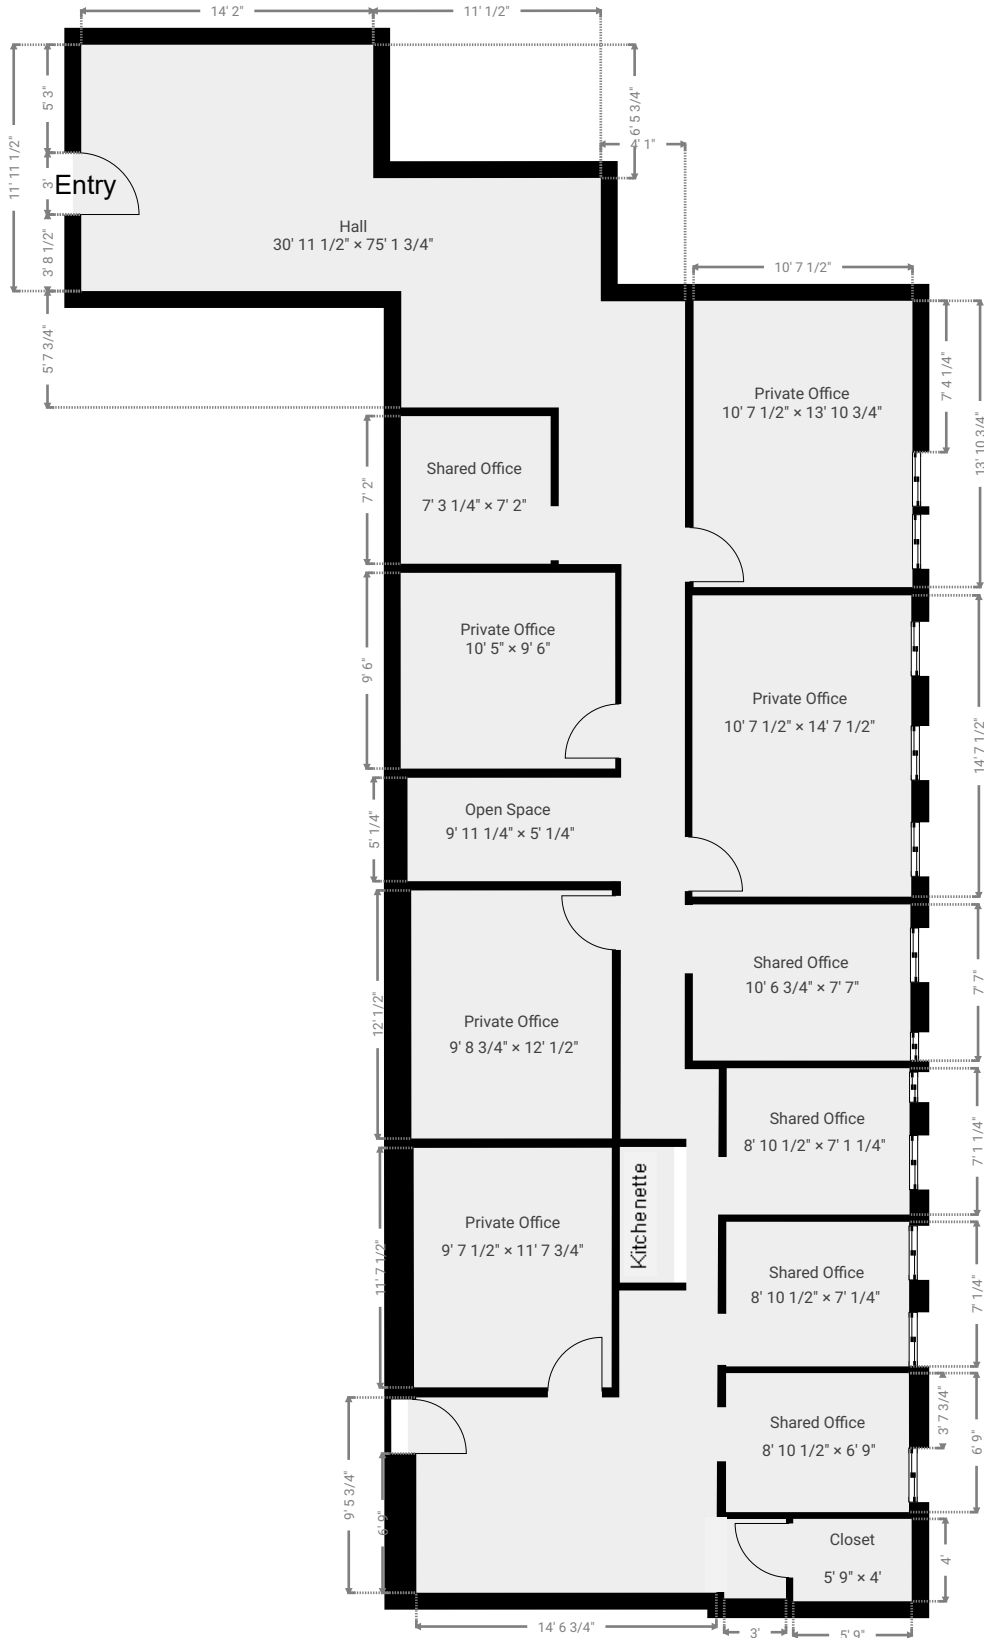 14' 2"
11' 1/2"
5' 3"
11' 11 1/2"
6' 5 3/4"
4' 1"
3'
Entry
3' 8 1/2"
Hall
30' 11 1/2" × 75' 1 3/4"
10' 7 1/2"
5' 7 3/4"
7' 4 1/4"
Private Office
10' 7 1/2" × 13' 10 3/4"
13' 10 3/4"
Shared Office
7' 3 1/4" × 7' 2"
7' 2"
Private Office
10' 5" × 9' 6"
9' 6"
Private Office
10' 7 1/2" × 14' 7 1/2"
14' 7 1/2"
Open Space
9' 11 1/4" × 5' 1/4"
5' 1/4"
Shared Office
10' 6 3/4" × 7' 7"
7' 7"
Private Office
9' 8 3/4" × 12' 1/2"
12' 1/2"
Shared Office
8' 10 1/2" × 7' 1 1/4"
7' 1 1/4"
Kitchenette
Private Office
9' 7 1/2" × 11' 7 3/4"
11' 7 1/2"
Shared Office
8' 10 1/2" × 7' 1/4"
7' 1/4"
Shared Office
8' 10 1/2" × 6' 9"
3' 7 3/4"
6' 9"
9' 5 3/4"
6' 9"
Closet
5' 9" × 4'
4'
14' 6 3/4"
3'
5' 9"